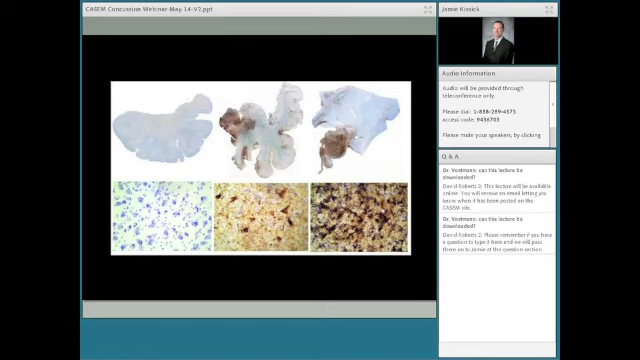 CASEM Concussion Webinar May 14-V2.ppt
Jamie Kissick
Audio Information
Audio will be provided through
teleconference only.
Please dial: 1-888-289-4573
access code: 9436703
Please mute your speakers, by clicking
Q & A
Dr. Vostmann: can this lecture be
downloaded?
David Roberts 2: This lecture will be available
online. You will receive an email letting you
know when it has been posted on the
CASEM site.
Dr. Vostmann: can this lecture be
downloaded?
David Roberts 2: Please remember if you have
a question to type it here and we will pass
them on to Jamie at the question section.